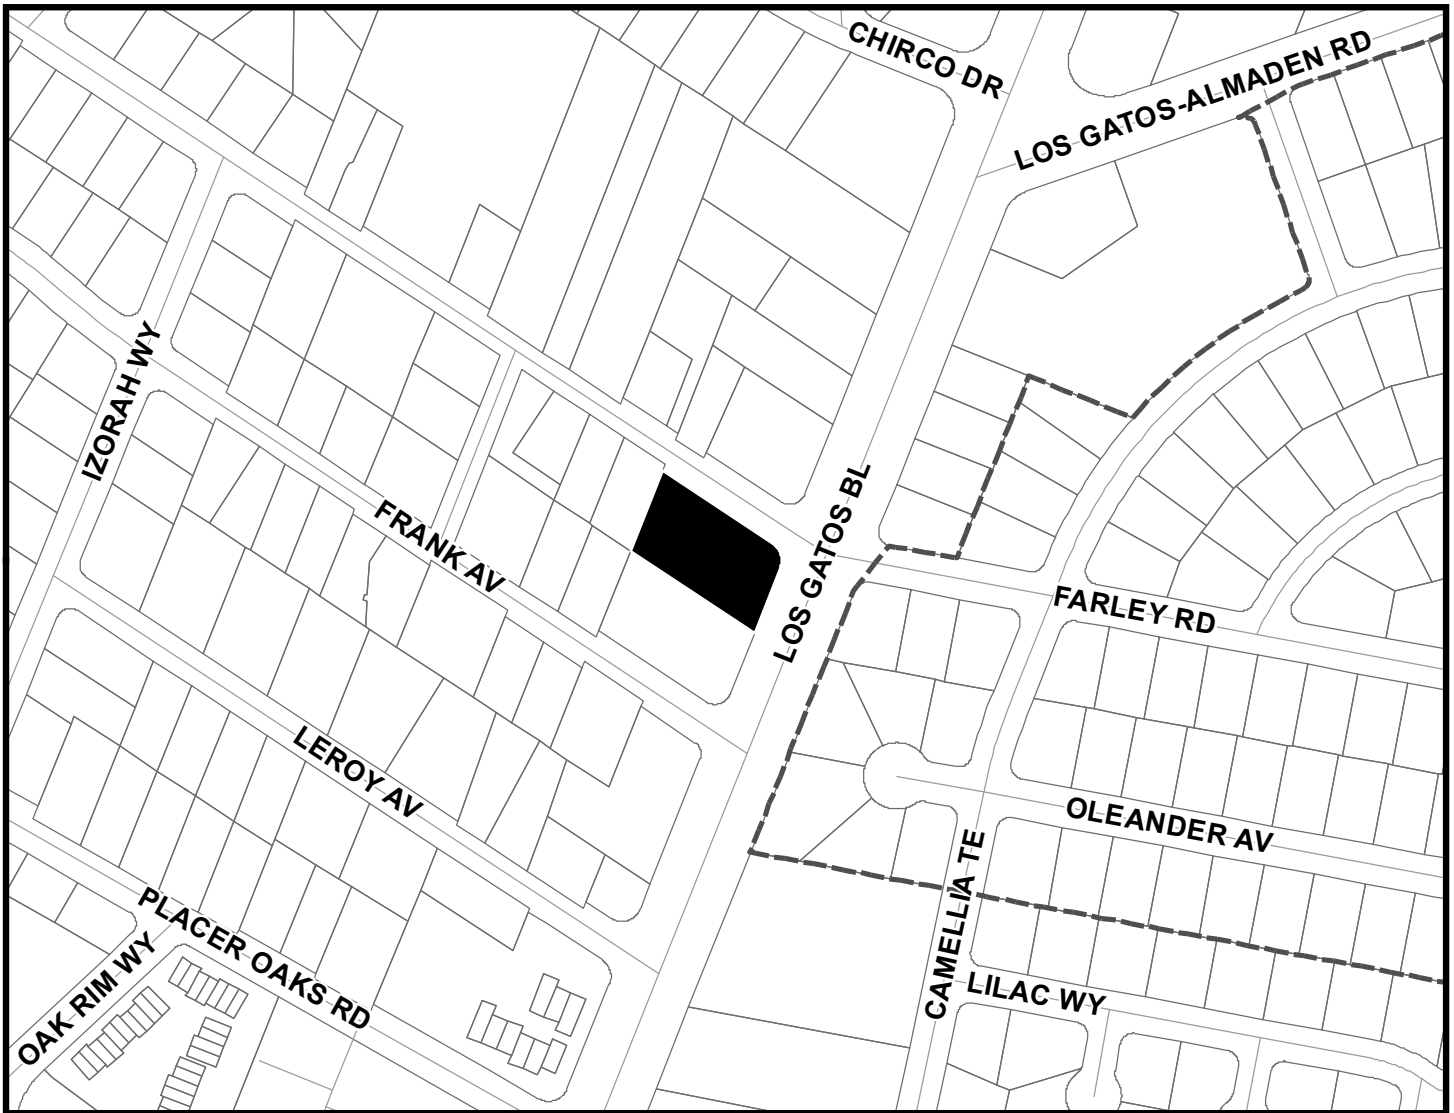 CHIRCO DR
LOS GATOS-ALMADEN RD
IZORAH WY
FRANK AV
LOS GATOS BL
FARLEY RD
LEROY AV
OLEANDER AV
CAMELLIA TE
PLACER OAKS RD
OAK RIM WY
LILAC WY